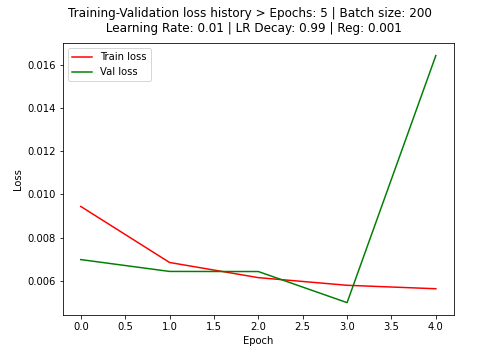 Training-Validation loss history > Epochs: 5 | Batch size: 200
Learning Rate: 0.01 | LR Decay: 0.99 | Reg: 0.001
Train loss
Val loss
0.016
0.014
0.012
0.010
0.008
0.006
Loss
0.0 0.5 1.0 1.5 2.0 2.5 3.0 3.5 4.0
Epoch